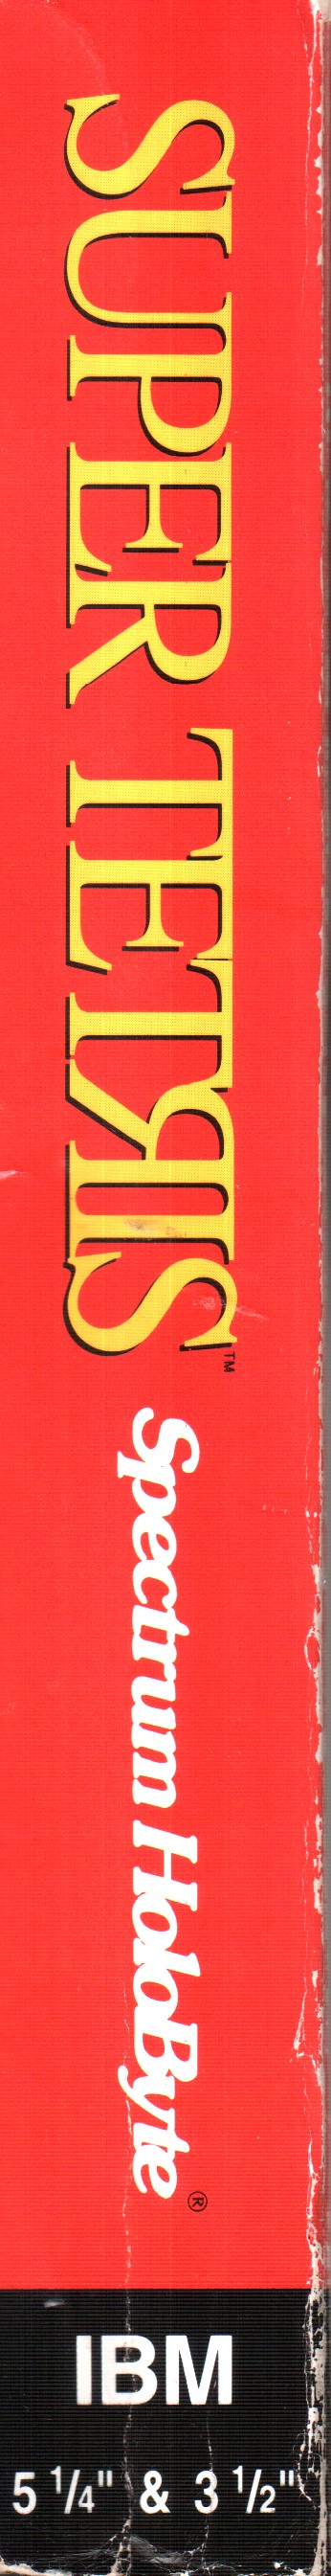 SUPER TETRIS™
Spectrum HoloByte®
IBM
5 1/4" & 3 1/2"